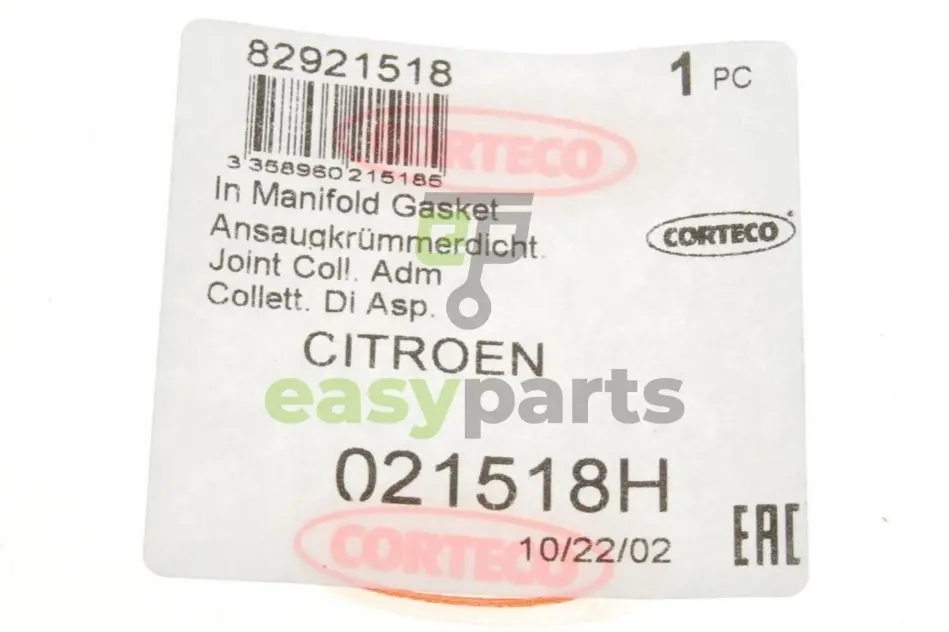 82921518
1 PC
CORTECO
3 358960 215186
In Manifold Gasket
Ansaugkrümmerdicht.
CORTECO
Joint Coll. Adm
Collett. Di Asp.
CITROEN
easyparts
021518H
CORTECO
10/22/02
EAC